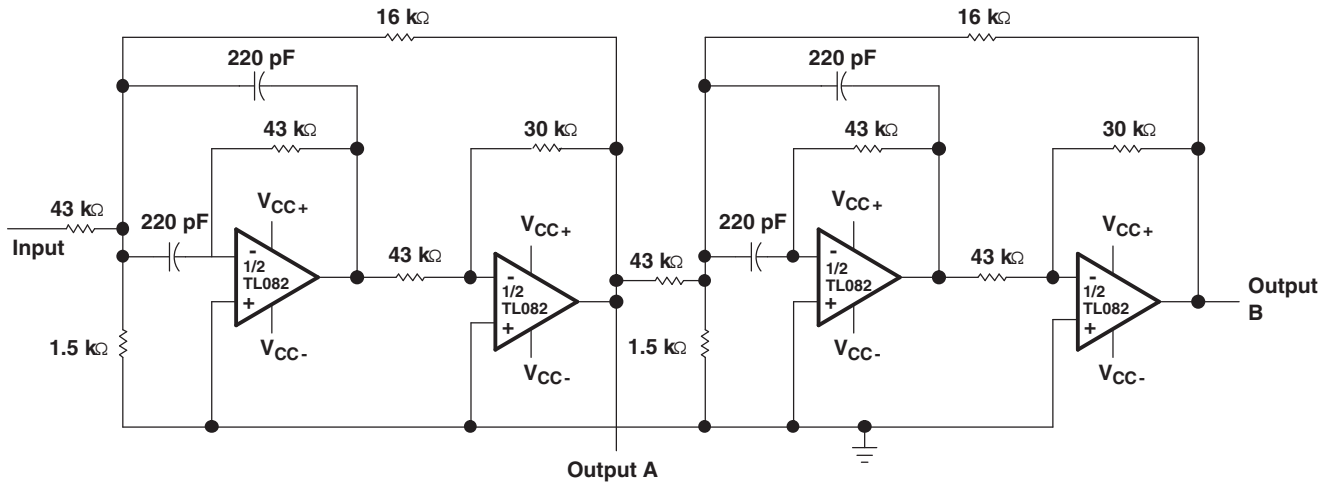 16 kΩ
16 kΩ
220 pF
220 pF
43 kΩ
30 kΩ
43 kΩ
30 kΩ
43 kΩ
Input
220 pF
VCC+
-
1/2
TL082
+
VCC-
1.5 kΩ
43 kΩ
VCC+
-
1/2
TL082
+
VCC-
43 kΩ
220 pF
VCC+
-
1/2
TL082
+
VCC-
1.5 kΩ
43 kΩ
VCC+
-
1/2
TL082
+
VCC-
Output
B
Output A